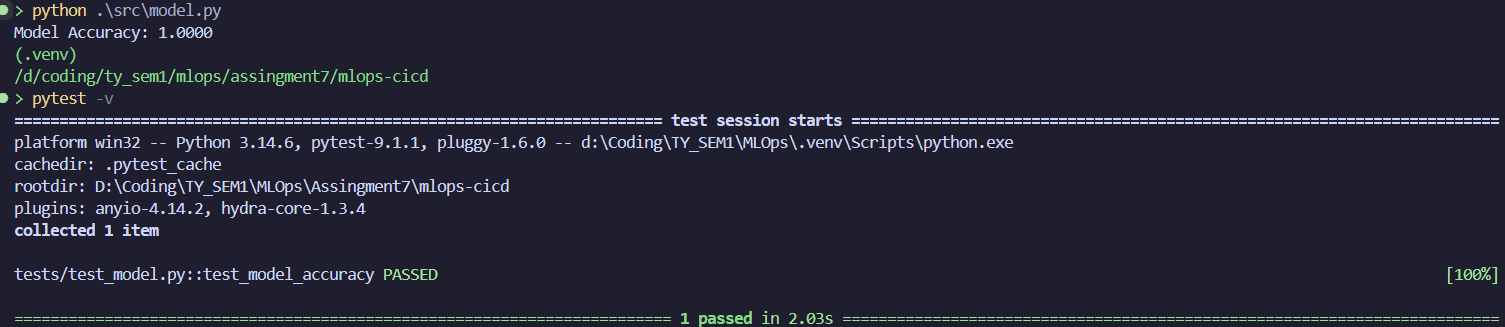 > python .\src\model.py
Model Accuracy: 1.0000
(.venv)
/d/coding/ty_sem1/mlops/assingment7/mlops-cicd
> pytest -v
======================================================================== test session starts ========================================================================
platform win32 -- Python 3.14.6, pytest-9.1.1, pluggy-1.6.0 -- d:\Coding\TY_SEM1\MLOps\.venv\Scripts\python.exe
cachedir: .pytest_cache
rootdir: D:\Coding\TY_SEM1\MLOps\Assingment7\mlops-cicd
plugins: anyio-4.14.2, hydra-core-1.3.4
collected 1 item
tests/test_model.py::test_model_accuracy PASSED [100%]
========================================================================= 1 passed in 2.03s =========================================================================